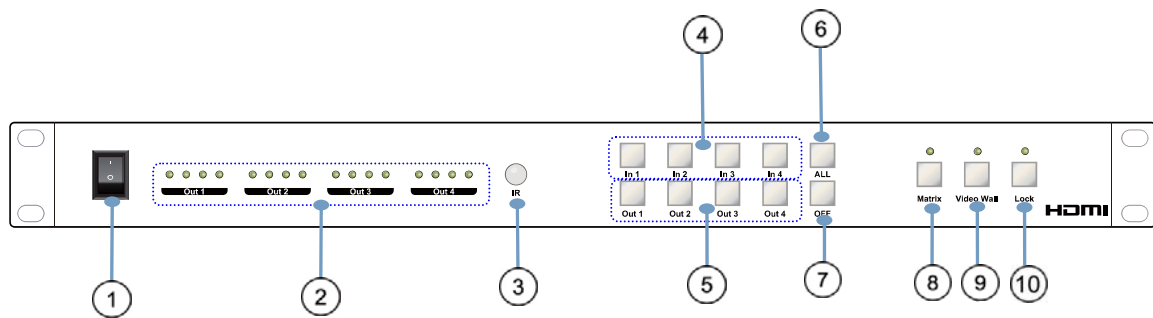 4
6
I
O
Out 1
Out 2
Out 3
Out 4
IR
In 1
In 2
In 3
In 4
ALL
Out 1
Out 2
Out 3
Out 4
OFF
Matrix
Video Wall
Lock
HDMI
1
2
3
5
7
8
9
10